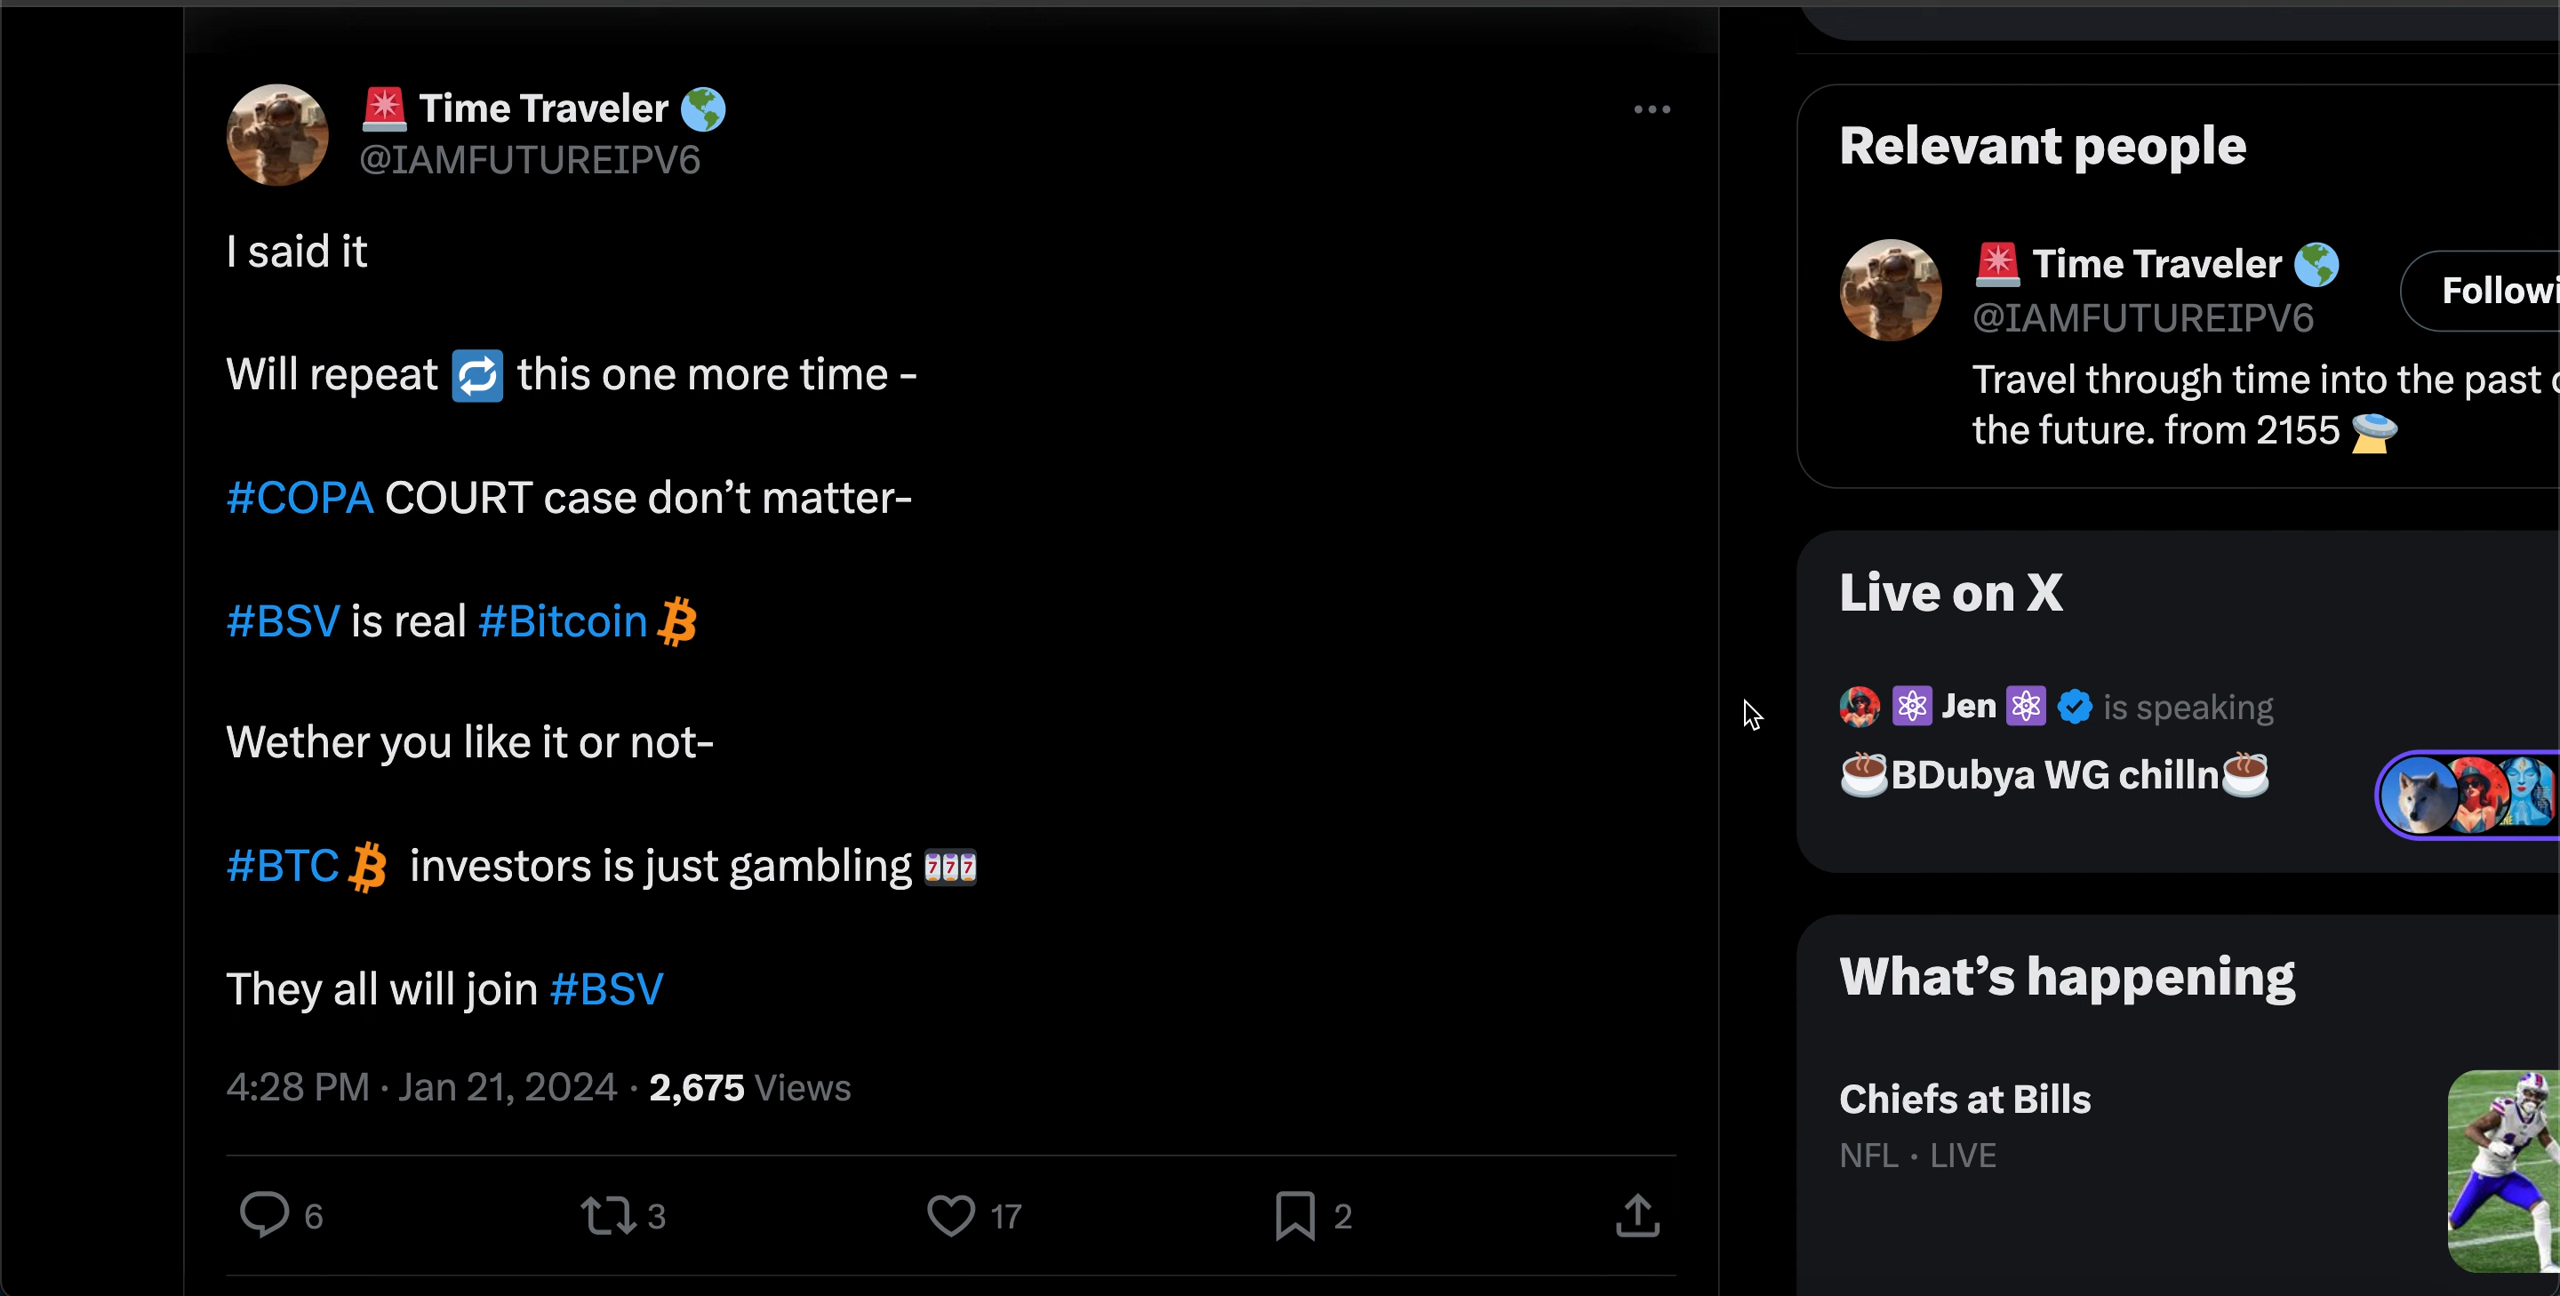 🚨 Time Traveler 🌎
@IAMFUTUREIPV6
I said it
Will repeat 🔁 this one more time -
#COPA COURT case don’t matter-
#BSV is real #Bitcoin
Wether you like it or not-
#BTC investors is just gambling 🎰
They all will join #BSV
4:28 PM · Jan 21, 2024 · 2,675 Views
6 3 17 2
Relevant people
🚨 Time Traveler 🌎
@IAMFUTUREIPV6
Followi
Travel through time into the past
the future. from 2155 🛸
Live on X
⚛️ Jen ⚛️ is speaking
☕BDubya WG chilln☕
What’s happening
Chiefs at Bills
NFL · LIVE